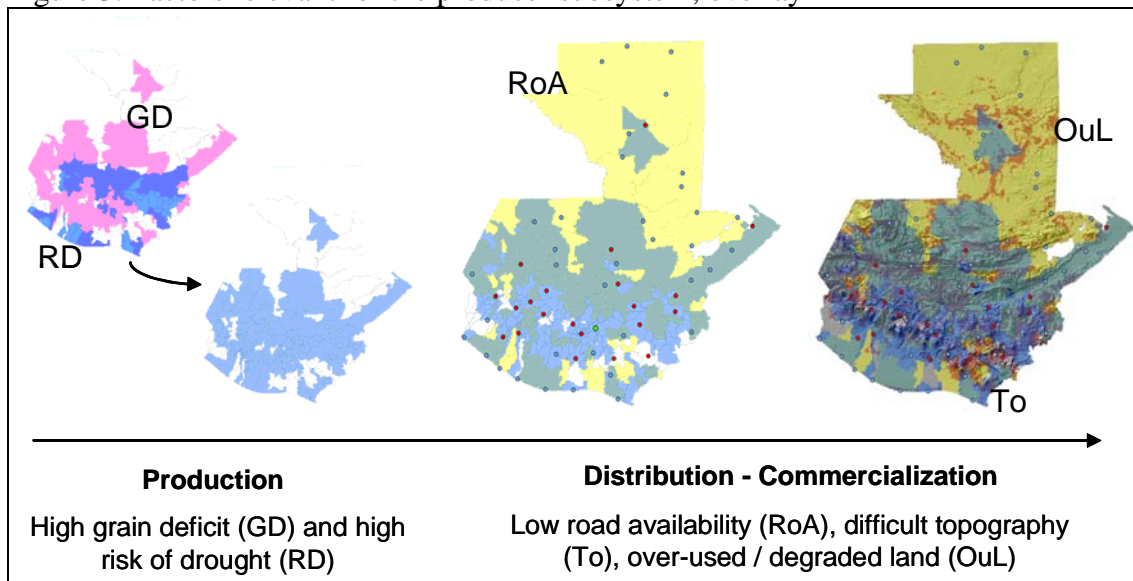 GD
RD
RoA
OuL
To
Production
High grain deficit (GD) and high
risk of drought (RD)
Distribution - Commercialization
Low road availability (RoA), difficult topography
(To), over-used / degraded land (OuL)